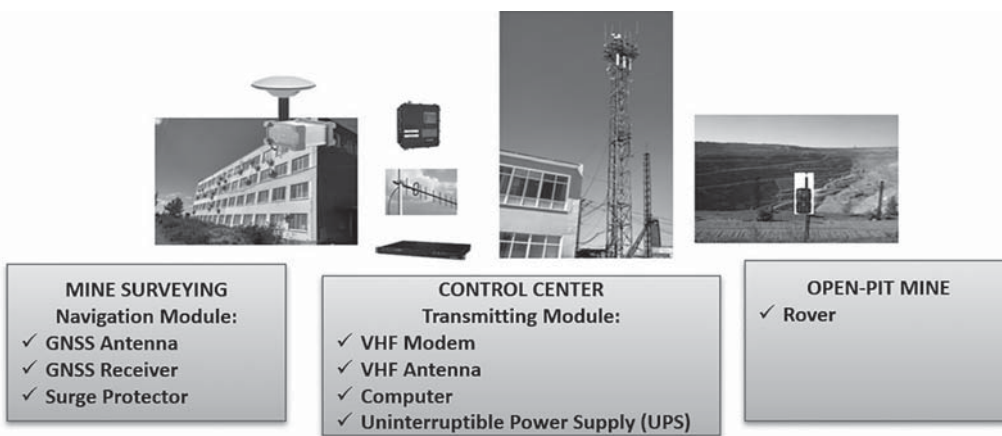 MINE SURVEYING
Navigation Module:
✓ GNSS Antenna
✓ GNSS Receiver
✓ Surge Protector
CONTROL CENTER
Transmitting Module:
✓ VHF Modem
✓ VHF Antenna
✓ Computer
✓ Uninterruptible Power Supply (UPS)
OPEN-PIT MINE
✓ Rover